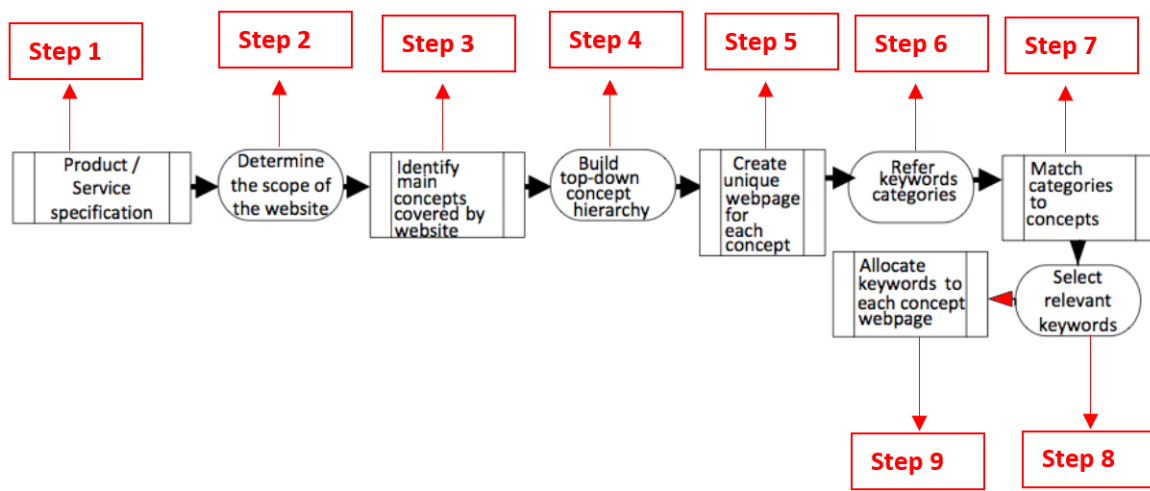 Step 1
Step 2
Step 3
Step 4
Step 5
Step 6
Step 7
Product /
Service
specification
Determine
the scope of
the website
Identify
main
concepts
covered by
website
Build
top-down
concept
hierarchy
Create
unique
webpage
for
each
concept
Refer
keywords
categories
Match
categories
to
concepts
Allocate
keywords to
each concept
webpage
Select
relevant
keywords
Step 9
Step 8